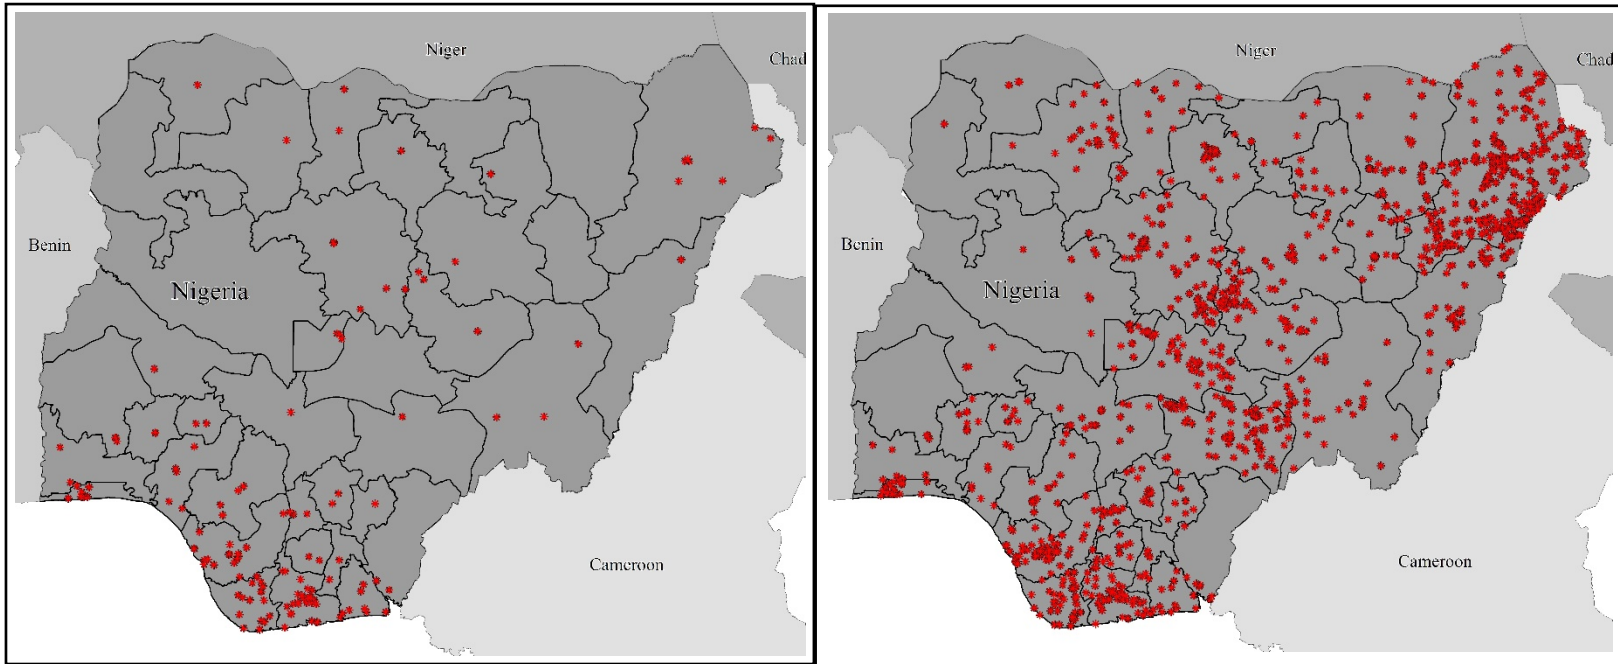 Niger
Chad
Benin
Nigeria
Cameroon
Niger
Chad
Benin
Nigeria
Cameroon